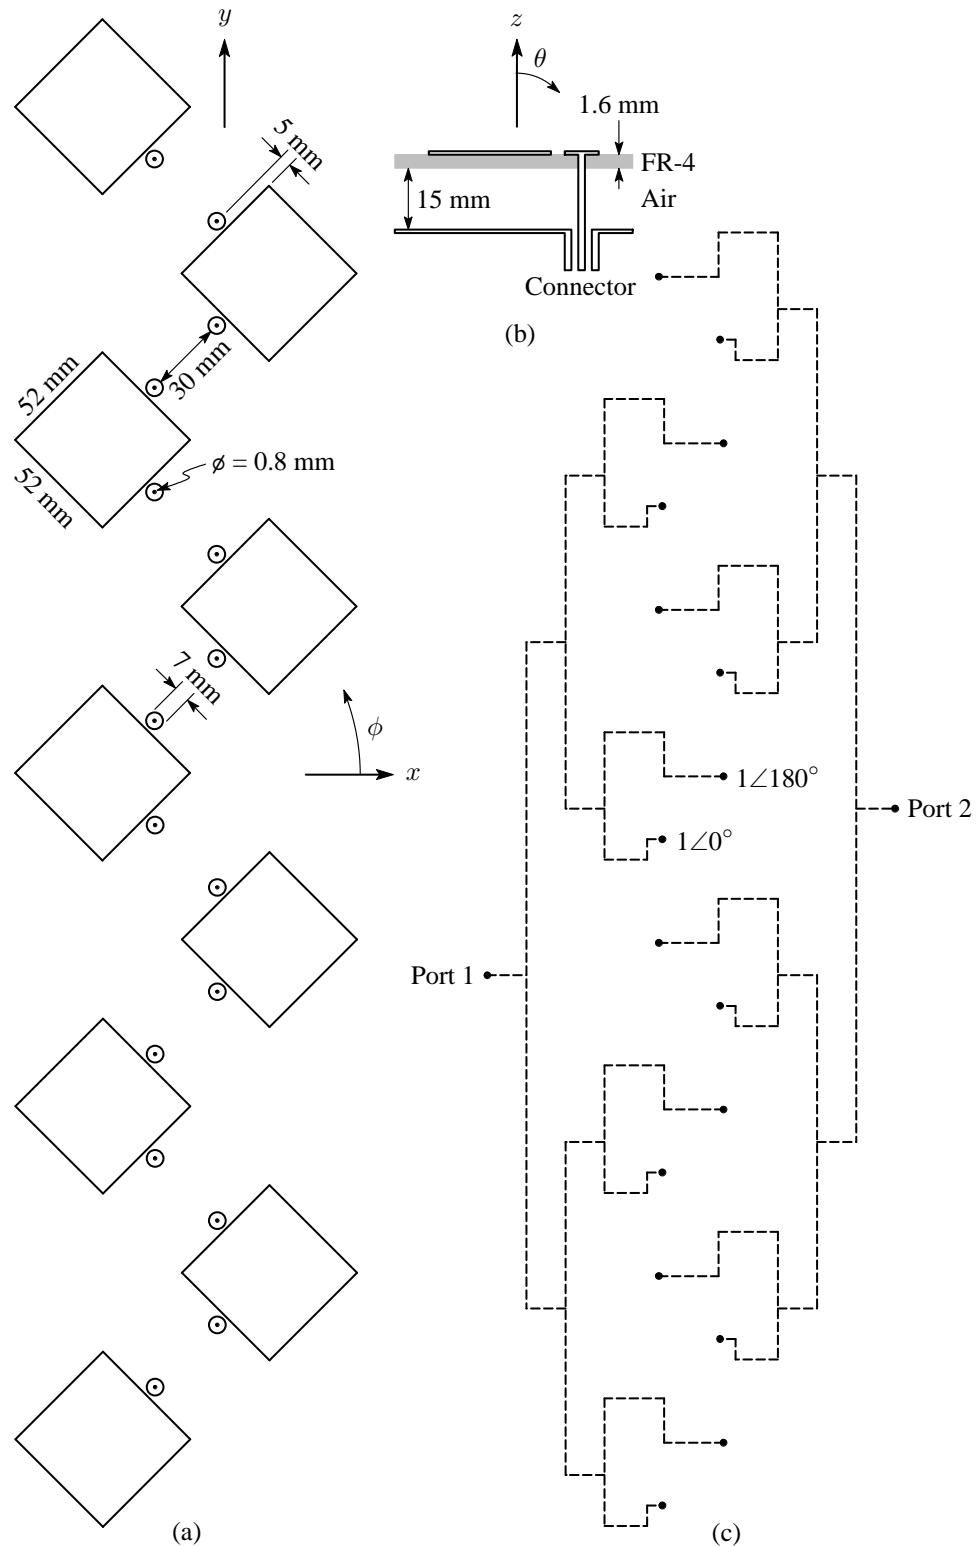 y
z
θ
1.6 mm
5 mm
FR-4
Air
15 mm
Connector
(b)
30 mm
52 mm
52 mm
ϕ = 0.8 mm
7 mm
ϕ
x
1∠180°
1∠0°
Port 2
Port 1
(a)
(c)